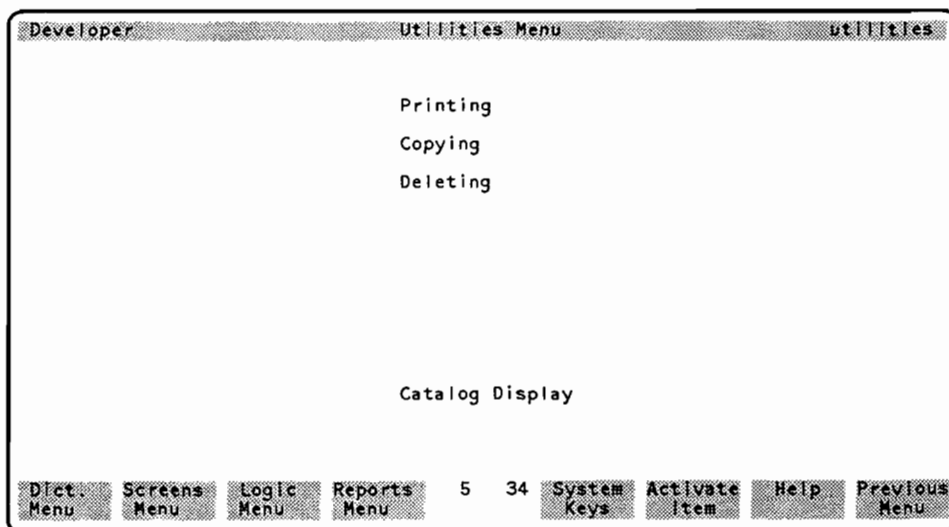 Developer Utilities Menu utilities
Printing
Copying
Deleting
Catalog Display
Dict. Screens Logic Reports 5 34 System Activate Help Previous
Menu Menu Menu Menu Keys Item Menu